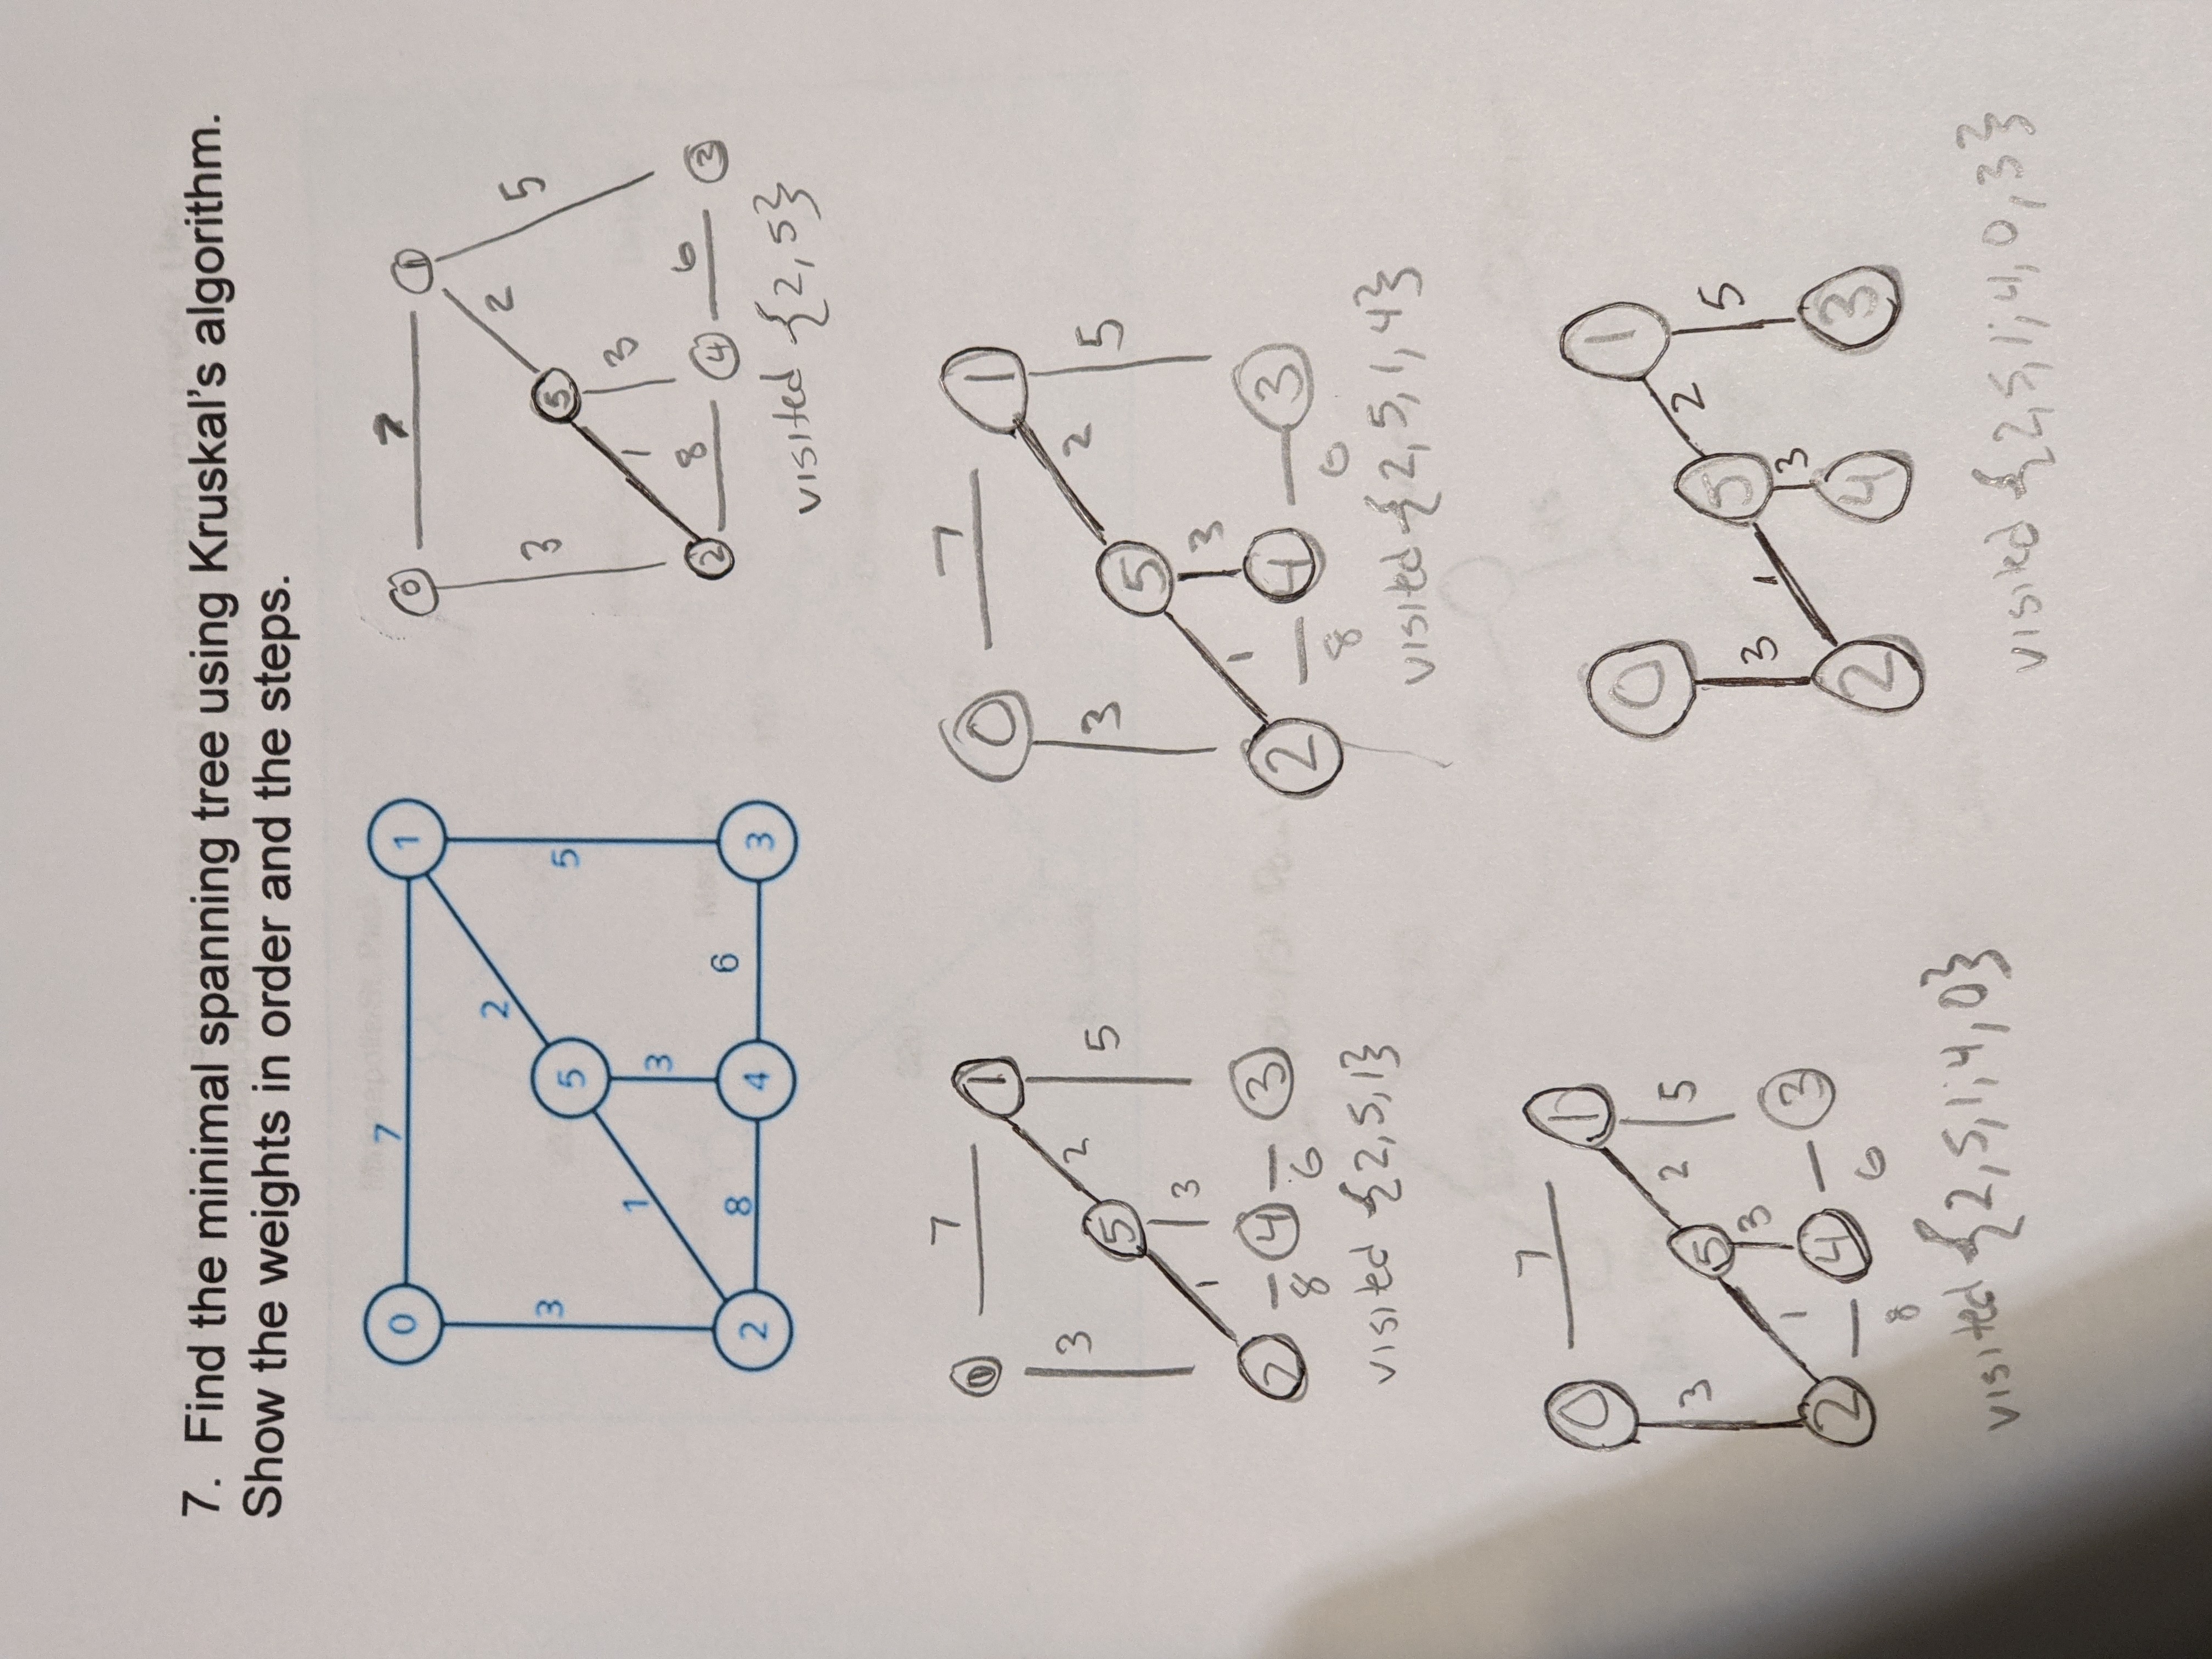 7. Find the minimal spanning tree using Kruskal's algorithm.
Show the weights in order and the steps.
0 7 1
2
3 5 5
1 3
2 8 4 6 3
0 7 1
2
3 5 5
1 3
2 8 4 6 3
visited {2, 5}
0 7 1
3 2 5
5
1 3
2 4 3
8 6
visited {2, 5, 1}
0 7 1
3 2 5
5
1 3
2 4 3
8 6
visited {2, 5, 1, 4}
0 7 1
3 2 5
5
1 3
2 4 3
8 6
visited {2, 5, 1, 4, 0}
0 1
2
5 5
3 1 3
2 4 3
visited {2, 5, 1, 4, 0, 3}